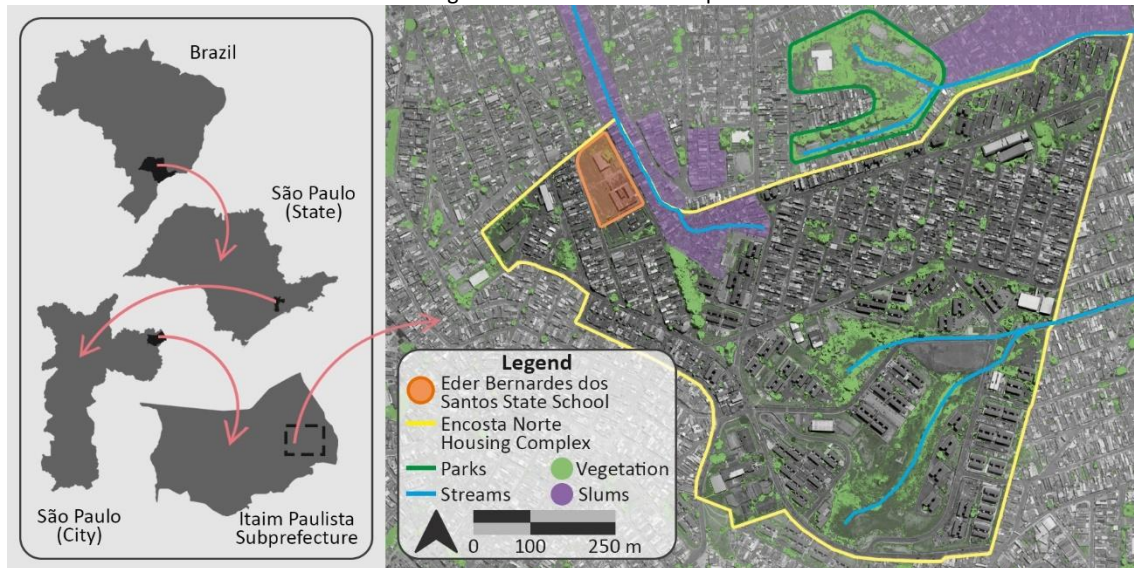 Brazil
São Paulo
(State)
São Paulo
(City)
Itaim Paulista
Subprefecture
Legend
Eder Bernardes dos
Santos State School
Encosta Norte
Housing Complex
Parks
Vegetation
Streams
Slums
0 100 250 m